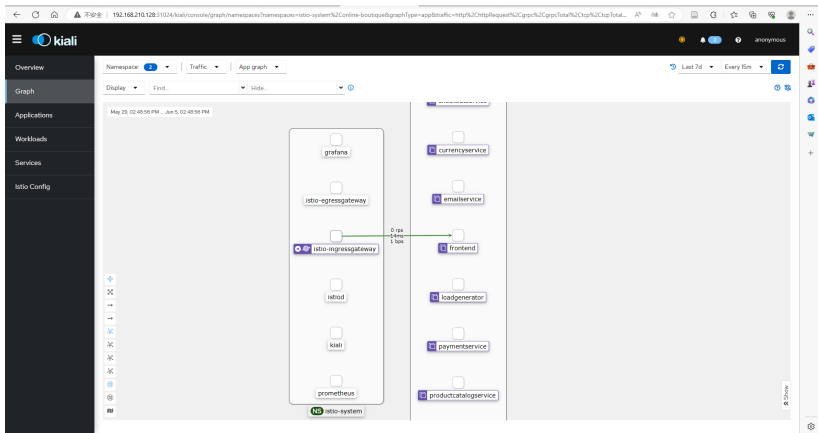 不安全 | 192.168.210.128:31024/kiali/console/graph/namespaces?namespaces=istio-system%2Conline-boutique&graphType=app&traffic=http%2ChttpRequest%2Cgrpc%2CgrpcTotal%2Ctcp%2CtcpTotal...
kiali
2
anonymous
Overview
Graph
Applications
Workloads
Services
Istio Config
Namespace: 2
Traffic
App graph
Last 7d
Every 15m
Display
Find...
Hide...
May 29, 02:48:56 PM ... Jun 5, 02:48:56 PM
currencyservice
grafana
emailservice
istio-egressgateway
0 rps
14ms
1 bps
istio-ingressgateway
frontend
istiod
loadgenerator
kiali
paymentservice
prometheus
productcatalogservice
NS istio-system
Show